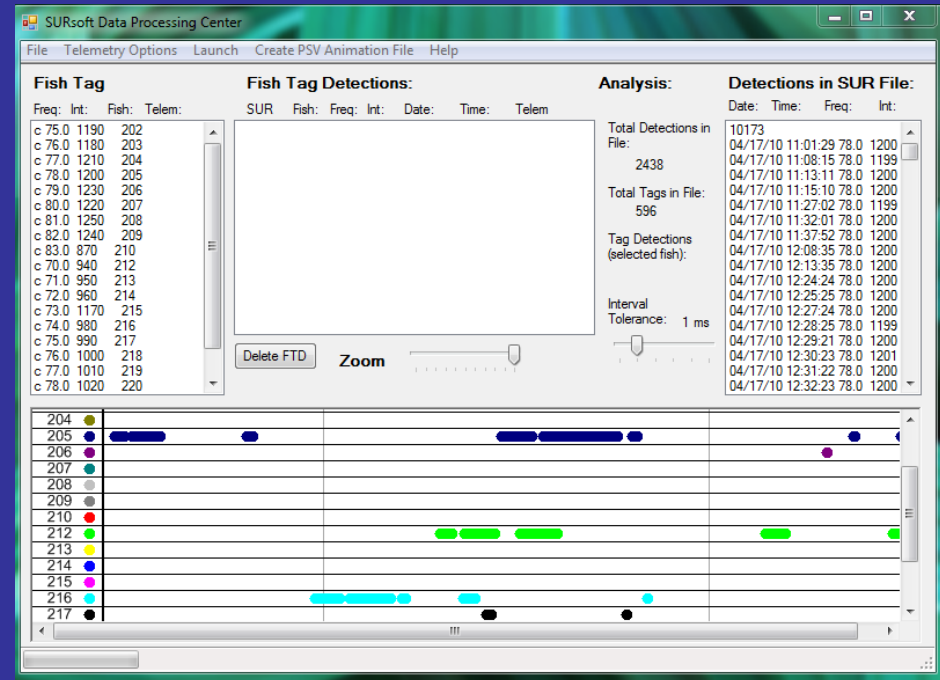 SURsoft Data Processing Center
File Telemetry Options Launch Create PSV Animation File Help
Fish Tag
Freq: Int: Fish: Telem:
c 75.0 1190 202
c 76.0 1180 203
c 77.0 1210 204
c 78.0 1200 205
c 79.0 1230 206
c 80.0 1220 207
c 81.0 1250 208
c 82.0 1240 209
c 83.0 870 210
c 70.0 940 212
c 71.0 950 213
c 72.0 960 214
c 73.0 1170 215
c 74.0 980 216
c 75.0 990 217
c 76.0 1000 218
c 77.0 1010 219
c 78.0 1020 220
Fish Tag Detections:
SUR Fish: Freq: Int: Date: Time: Telem
Delete FTD
Zoom
Analysis:
Total Detections in
File:
2438
Total Tags in File:
596
Tag Detections
(selected fish):
Interval
Tolerance: 1 ms
Detections in SUR File:
Date: Time: Freq: Int:
10173
04/17/10 11:01:29 78.0 1200
04/17/10 11:08:15 78.0 1199
04/17/10 11:13:11 78.0 1200
04/17/10 11:15:10 78.0 1200
04/17/10 11:27:02 78.0 1199
04/17/10 11:32:01 78.0 1200
04/17/10 11:37:52 78.0 1200
04/17/10 12:08:35 78.0 1200
04/17/10 12:13:35 78.0 1200
04/17/10 12:24:24 78.0 1200
04/17/10 12:25:25 78.0 1200
04/17/10 12:27:24 78.0 1200
04/17/10 12:28:25 78.0 1199
04/17/10 12:29:21 78.0 1200
04/17/10 12:30:23 78.0 1201
04/17/10 12:31:22 78.0 1200
04/17/10 12:32:23 78.0 1200
204
205
206
207
208
209
210
212
213
214
215
216
217